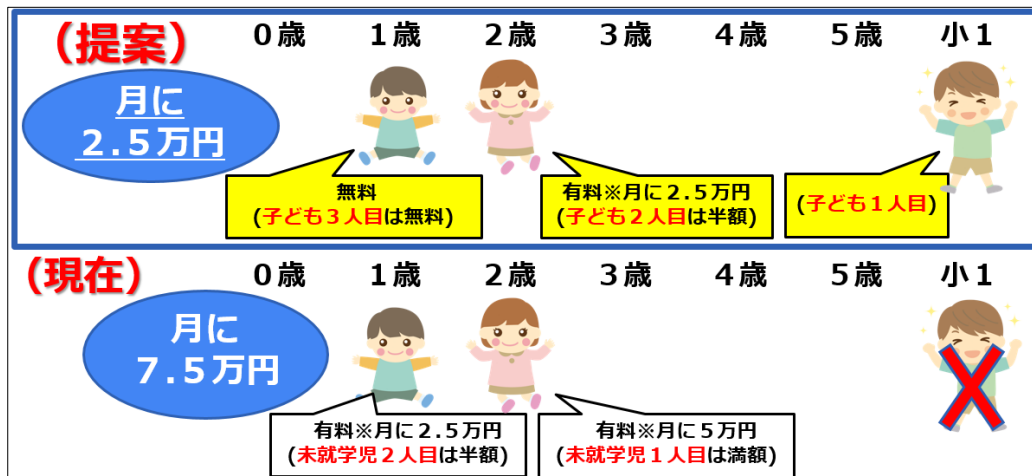 (提案) 0歳 1歳 2歳 3歳 4歳 5歳 小1
月に
2.5万円
無料
(子ども3人目は無料)
有料※月に2.5万円
(子ども2人目は半額)
(子ども1人目)
(現在) 0歳 1歳 2歳 3歳 4歳 5歳 小1
月に
7.5万円
有料※月に2.5万円
(未就学児2人目は半額)
有料※月に5万円
(未就学児1人目は満額)